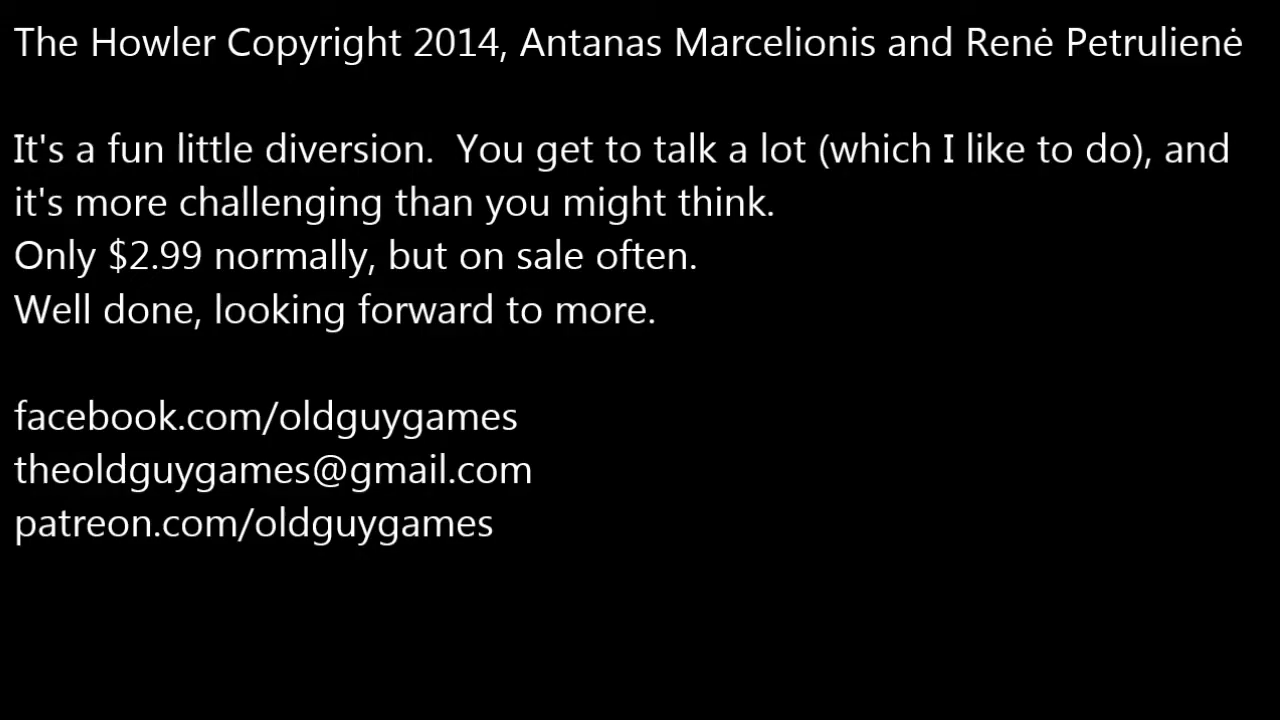 The Howler Copyright 2014, Antanas Marcelionis and Renė Petrulienė
It's a fun little diversion.  You get to talk a lot (which I like to do), and
it's more challenging than you might think.
Only $2.99 normally, but on sale often.
Well done, looking forward to more.
facebook.com/oldguygames
theoldguygames@gmail.com
patreon.com/oldguygames